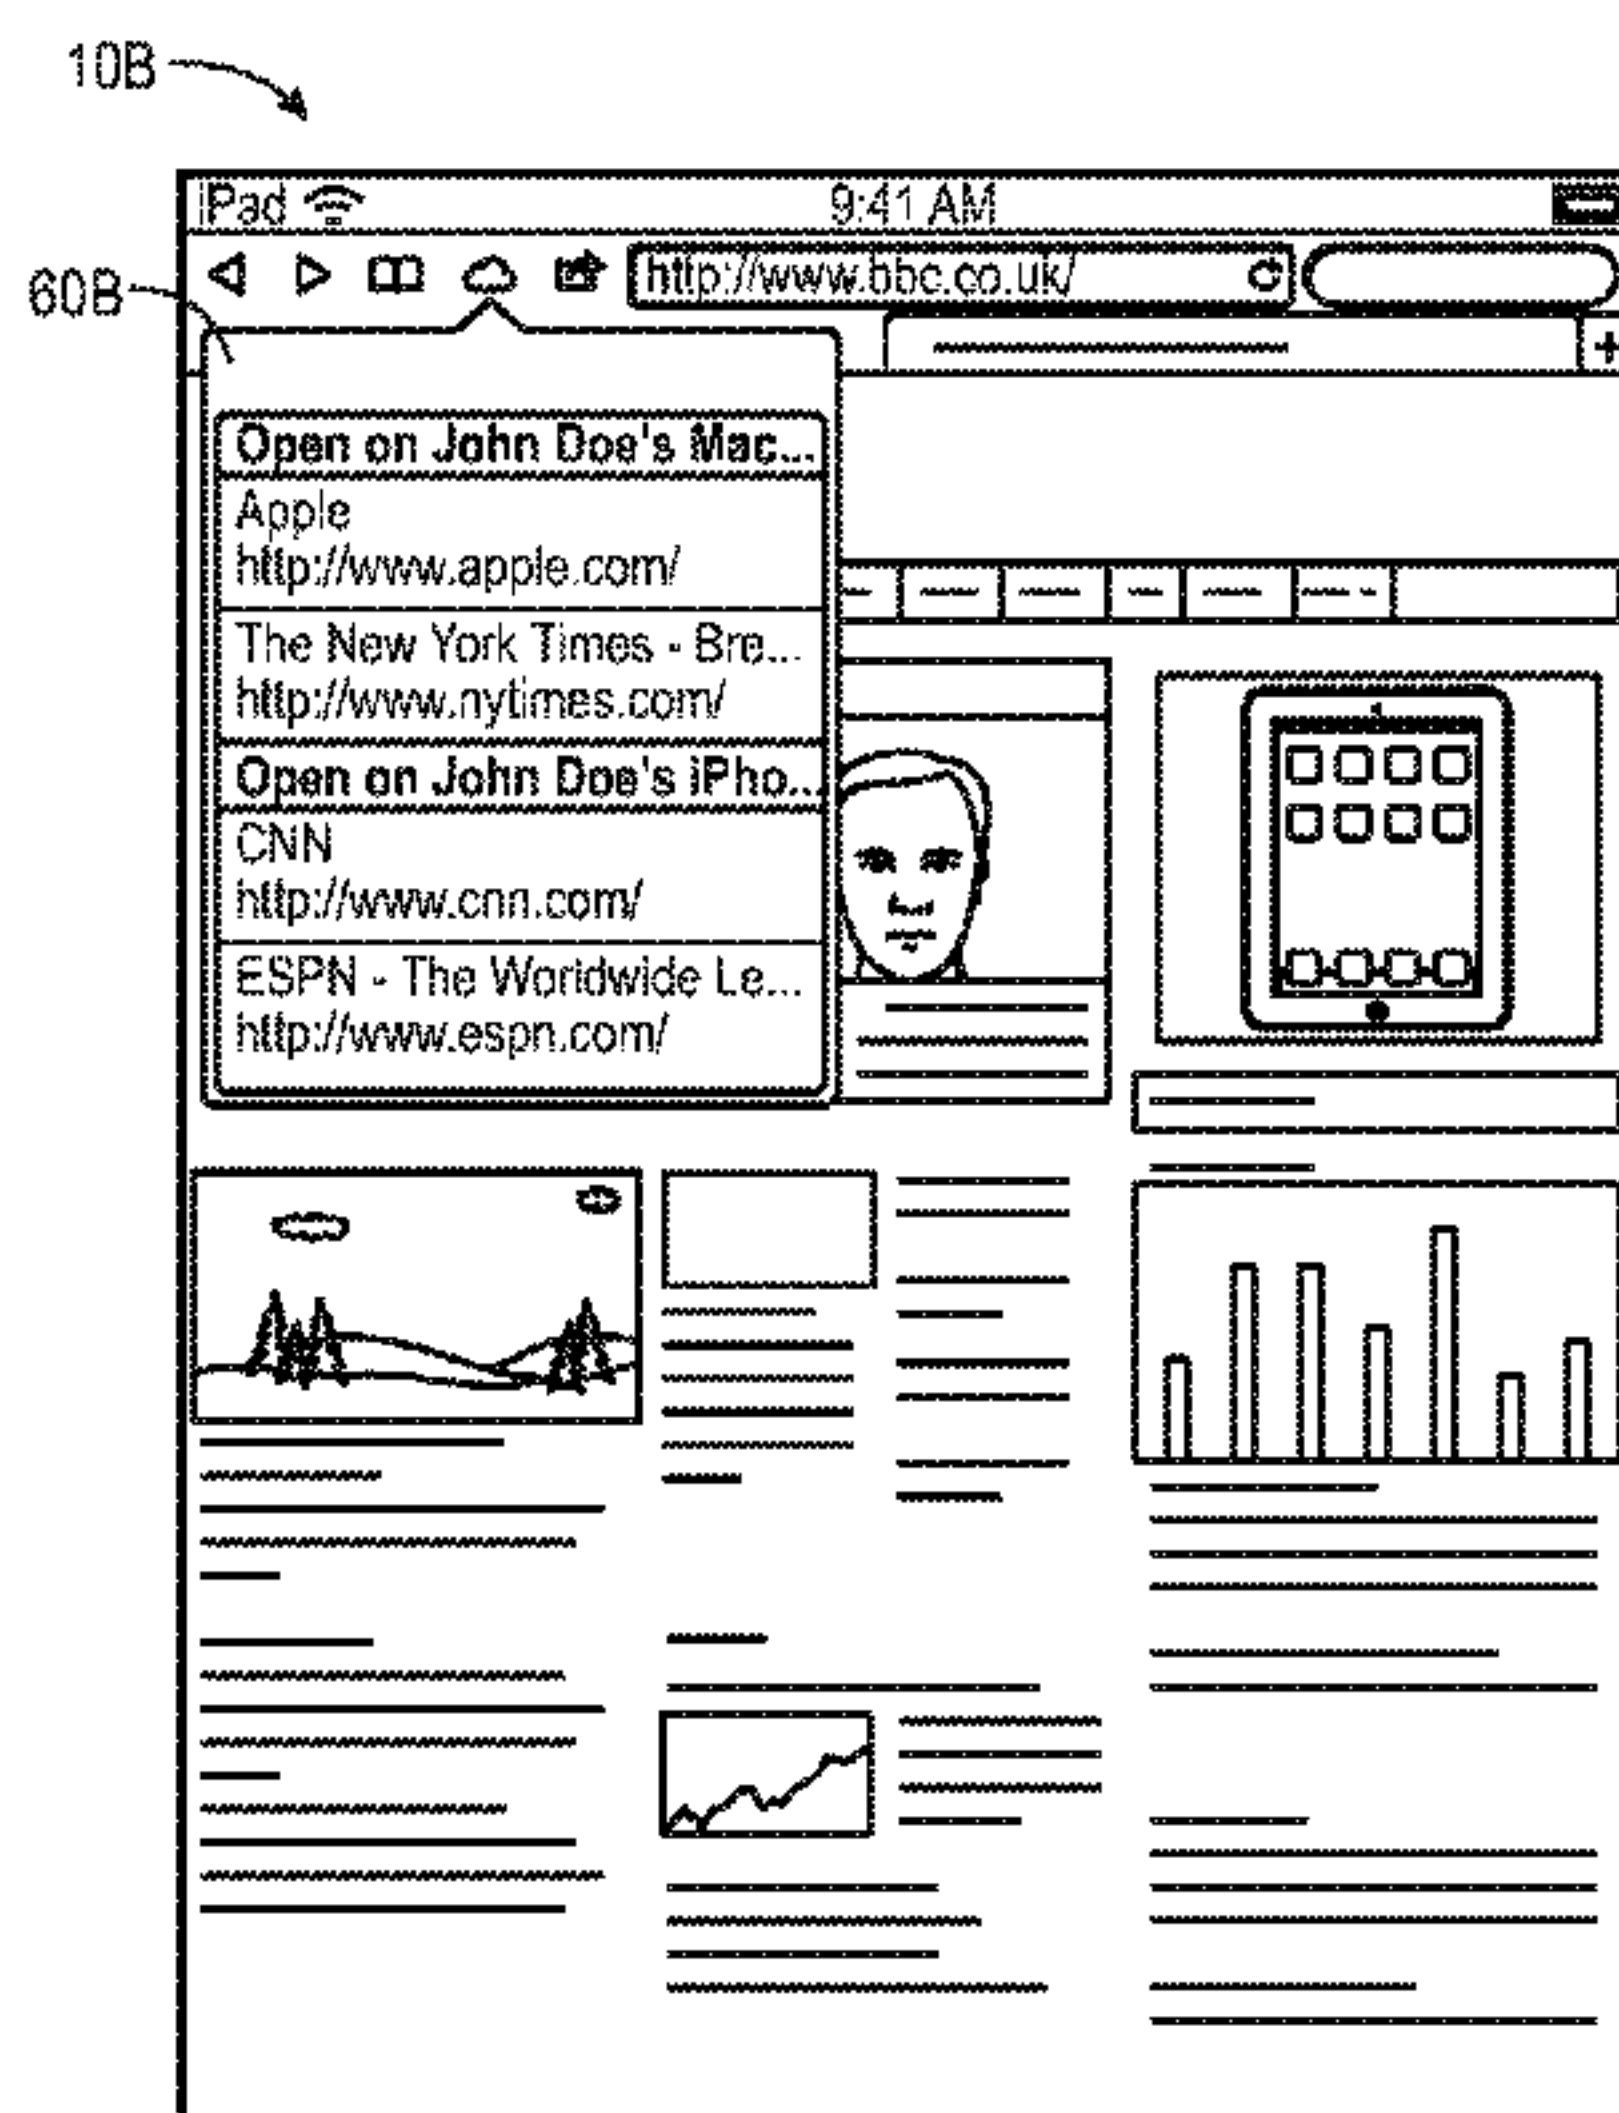 10B
iPad 9:41 AM
60B
http://www.bbc.co.uk/
+
Open on John Doe's Mac...
Apple
http://www.apple.com/
The New York Times - Bre...
http://www.nytimes.com/
Open on John Doe's iPho...
CNN
http://www.cnn.com/
ESPN - The Worldwide Le...
http://www.espn.com/